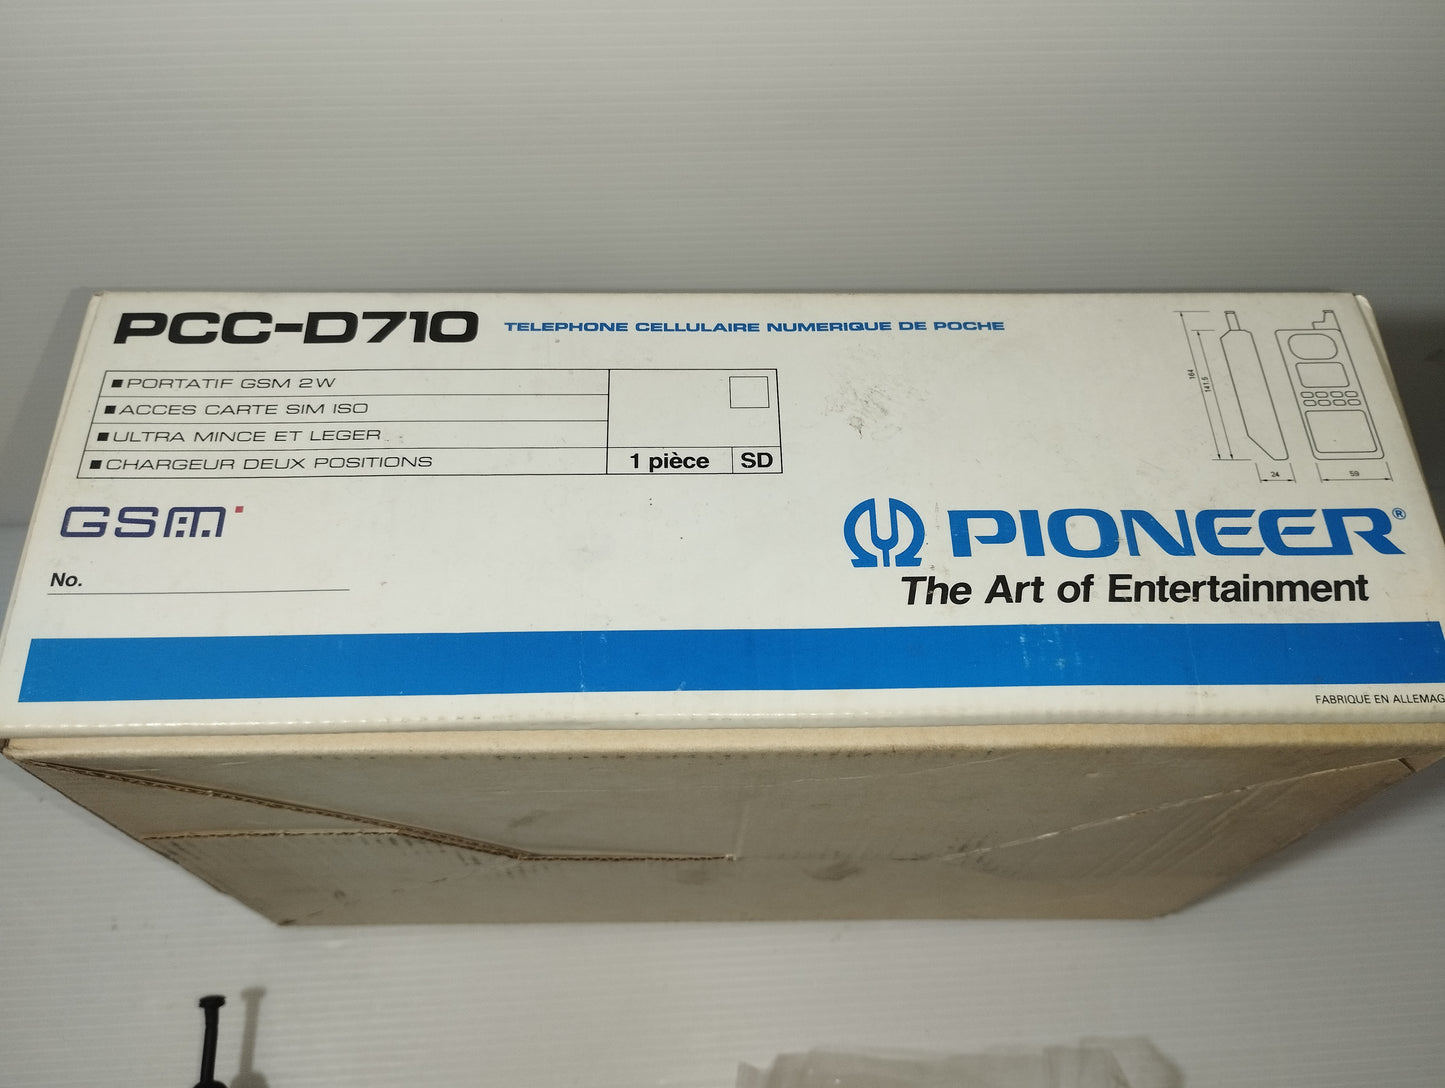 PCC-D710 TELEPHONE CELLULAIRE NUMERIQUE DE POCHE
■ PORTATIF GSM 2W
■ ACCES CARTE SIM ISO
■ ULTRA MINCE ET LEGER
■ CHARGEUR DEUX POSITIONS
1 pièce SD
164
141.5
24
59
GSM
No.
PIONEER®
The Art of Entertainment
FABRIQUE EN ALLEMAG